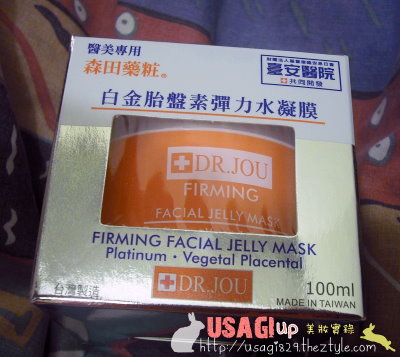 醫美專用
森田藥粧®
臺安醫院
共同開發
白金胎盤素彈力水凝膜
DR.JOU
FIRMING
FACIAL JELLY MASK
FIRMING FACIAL JELLY MASK
Platinum · Vegetal Placental
DR.JOU
台灣製造
100ml
MADE IN TAIWAN
USAGI up 美妝實錄
http://usagi829.theztyle.com